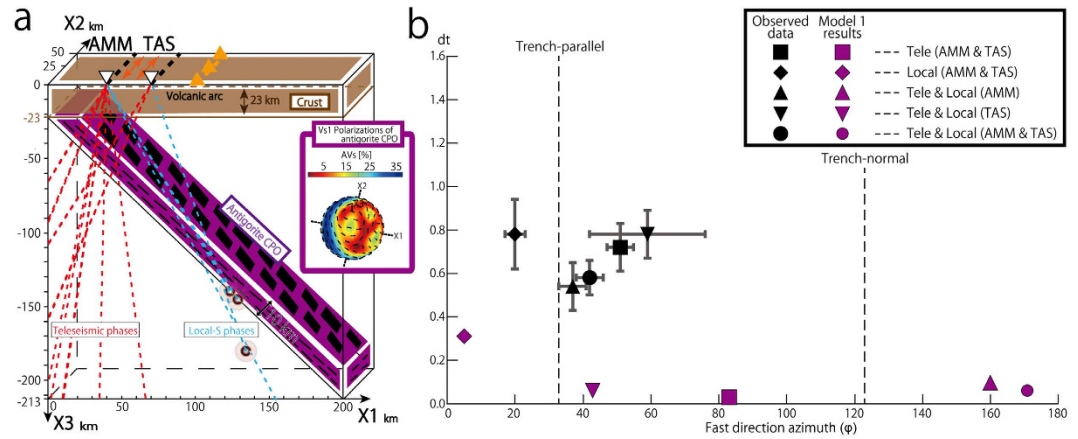 a
X2 km
AMM TAS
50
25
0
-23
-50
-100
-150
-200
-213
X3 km
0
50
100
200
X1 km
Volcanic arc
23 km
Crust
Vs1 Polarizations of
antigorite CPO
AVs [%]
5 15 25 35
X2
X1
Antigorite CPO
Teleseismic phases
Local-S phases
b
dt
1.6
1.4
1.2
1.0
0.8
0.6
0.4
0.2
0.0
0 20 40 60 80 100 120 140 160 180
Fast direction azimuth (φ)
Trench-parallel
Trench-normal
Observed data
Model 1 results
Tele (AMM & TAS)
Local (AMM & TAS)
Tele & Local (AMM)
Tele & Local (TAS)
Tele & Local (AMM & TAS)